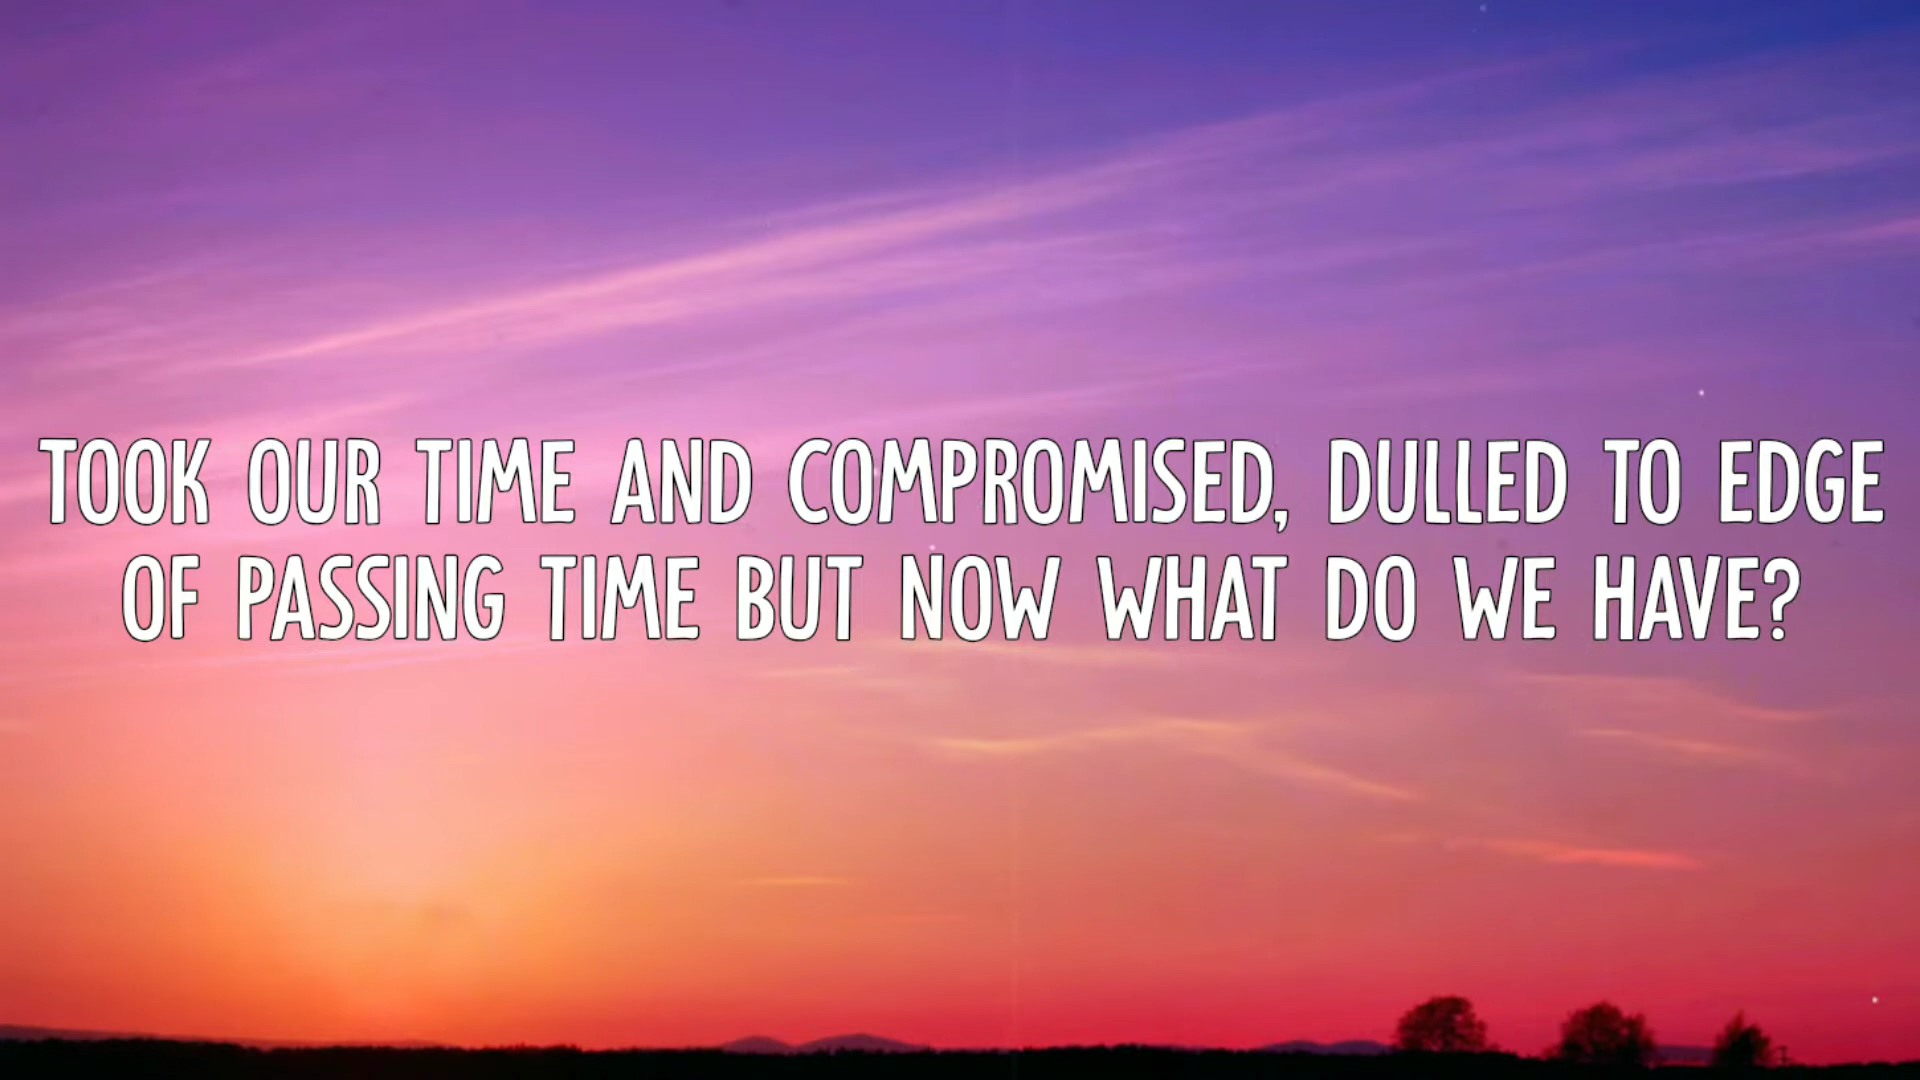 TOOK OUR TIME AND COMPROMISED, DULLED TO EDGE
OF PASSING TIME BUT NOW WHAT DO WE HAVE?